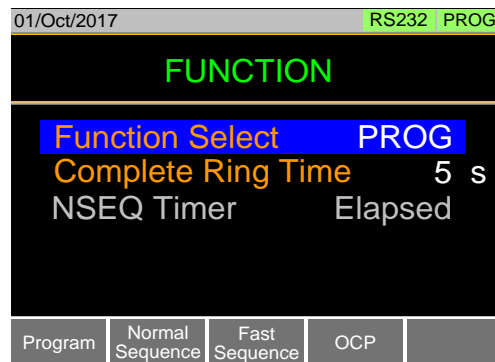 01/Oct/2017 RS232 PROG
FUNCTION
Function Select PROG
Complete Ring Time 5 s
NSEQ Timer Elapsed
Program Normal Sequence Fast Sequence OCP